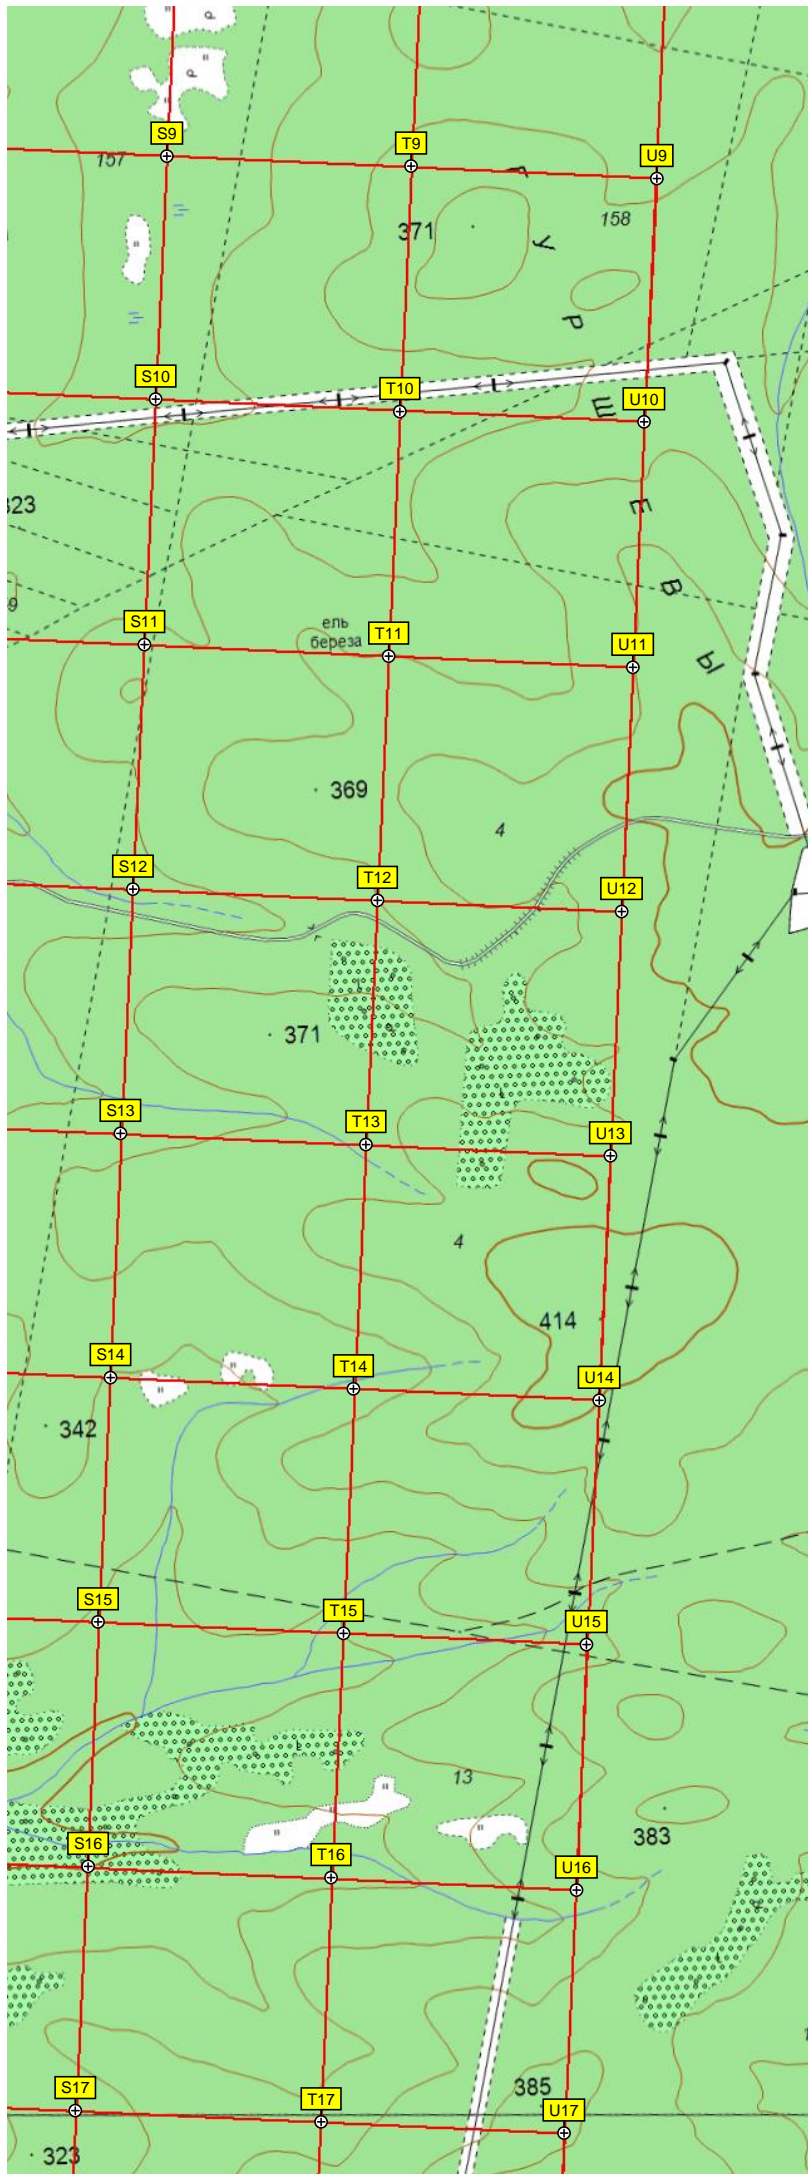 р
р
S9
T9
U9
157
371
158
Г
У
Р
Ш
Е
В
Ы
S10
T10
U10
323
9
S11
ель
береза
T11
U11
369
4
S12
T12
U12
371
S13
T13
U13
4
414
S14
T14
U14
342
S15
T15
U15
13
383
S16
T16
U16
385
S17
T17
U17
323